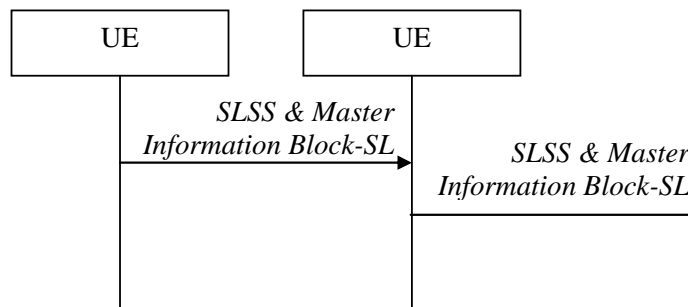 UE
UE
SLSS & Master
Information Block-SL
SLSS & Master
Information Block-SL